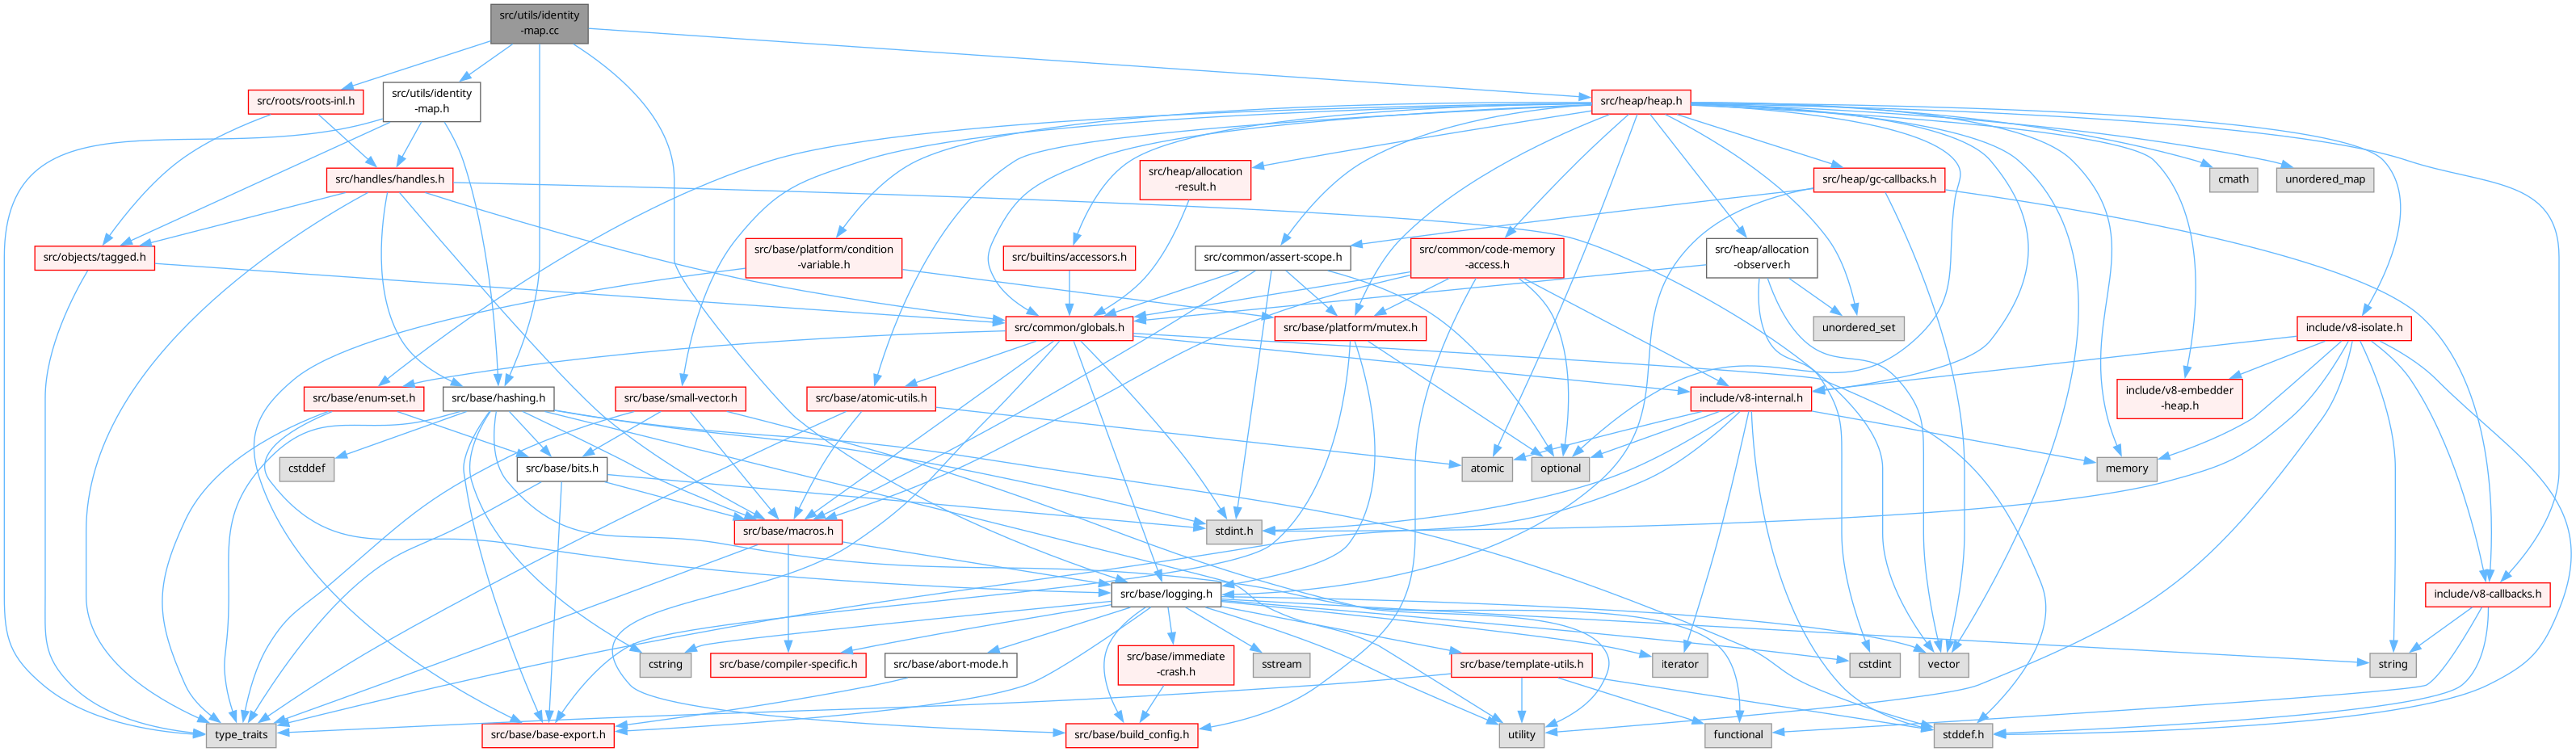 src/utils/identity
-map.cc
src/roots/roots-inl.h
src/utils/identity
-map.h
src/heap/heap.h
src/handles/handles.h
src/heap/allocation
-result.h
src/heap/gc-callbacks.h
cmath
unordered_map
src/objects/tagged.h
src/base/platform/condition
-variable.h
src/builtins/accessors.h
src/common/assert-scope.h
src/common/code-memory
-access.h
src/heap/allocation
-observer.h
src/common/globals.h
src/base/platform/mutex.h
unordered_set
include/v8-isolate.h
src/base/enum-set.h
src/base/hashing.h
src/base/small-vector.h
src/base/atomic-utils.h
include/v8-internal.h
include/v8-embedder
-heap.h
cstddef
src/base/bits.h
atomic
optional
memory
src/base/macros.h
stdint.h
src/base/logging.h
include/v8-callbacks.h
cstring
src/base/compiler-specific.h
src/base/abort-mode.h
src/base/immediate
-crash.h
sstream
src/base/template-utils.h
iterator
cstdint
vector
string
type_traits
src/base/base-export.h
src/base/build_config.h
utility
functional
stddef.h